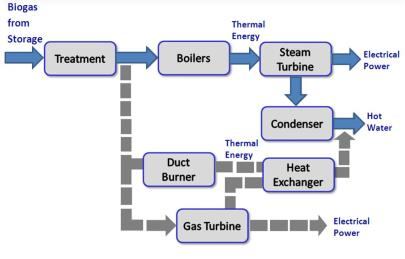 Biogas
from
Storage
Treatment
Boilers
Thermal
Energy
Steam
Turbine
Electrical
Power
Condenser
Hot
Water
Duct
Burner
Thermal
Energy
Heat
Exchanger
Gas Turbine
Electrical
Power